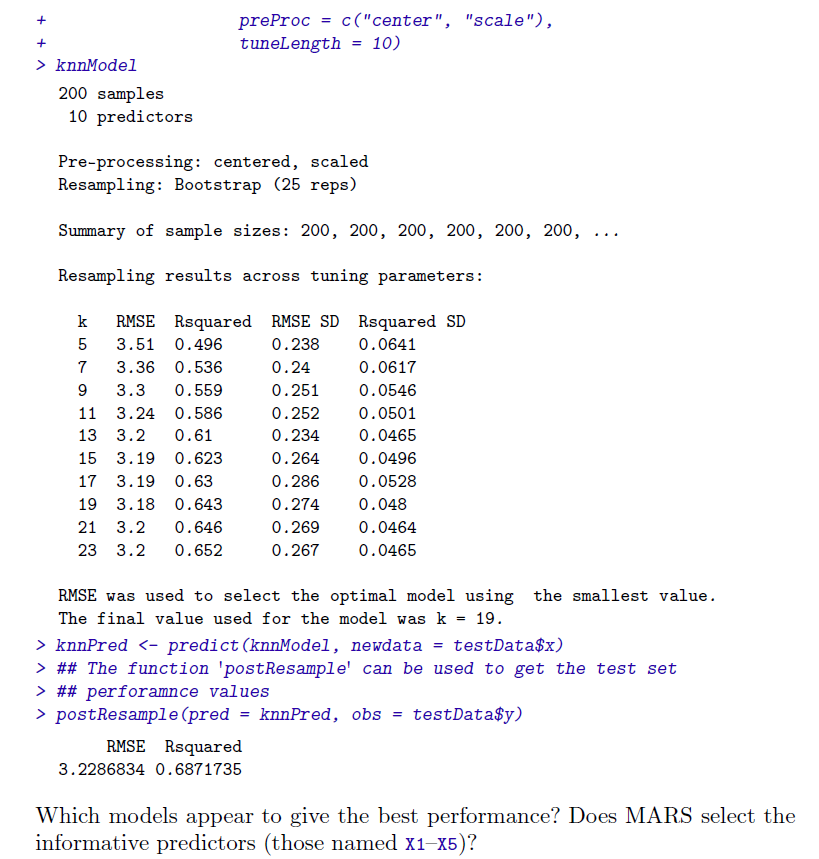 + preProc = c("center", "scale"),
+ tuneLength = 10)
> knnModel
200 samples
10 predictors
Pre-processing: centered, scaled
Resampling: Bootstrap (25 reps)
Summary of sample sizes: 200, 200, 200, 200, 200, 200, ...
Resampling results across tuning parameters:
k RMSE Rsquared RMSE SD Rsquared SD
5 3.51 0.496 0.238 0.0641
7 3.36 0.536 0.24 0.0617
9 3.3 0.559 0.251 0.0546
11 3.24 0.586 0.252 0.0501
13 3.2 0.61 0.234 0.0465
15 3.19 0.623 0.264 0.0496
17 3.19 0.63 0.286 0.0528
19 3.18 0.643 0.274 0.048
21 3.2 0.646 0.269 0.0464
23 3.2 0.652 0.267 0.0465
RMSE was used to select the optimal model using the smallest value.
The final value used for the model was k = 19.
> knnPred <- predict(knnModel, newdata = testData$x)
> ## The function 'postResample' can be used to get the test set
> ## perforamnce values
> postResample(pred = knnPred, obs = testData$y)
RMSE Rsquared
3.2286834 0.6871735
Which models appear to give the best performance? Does MARS select the
informative predictors (those named X1–X5)?